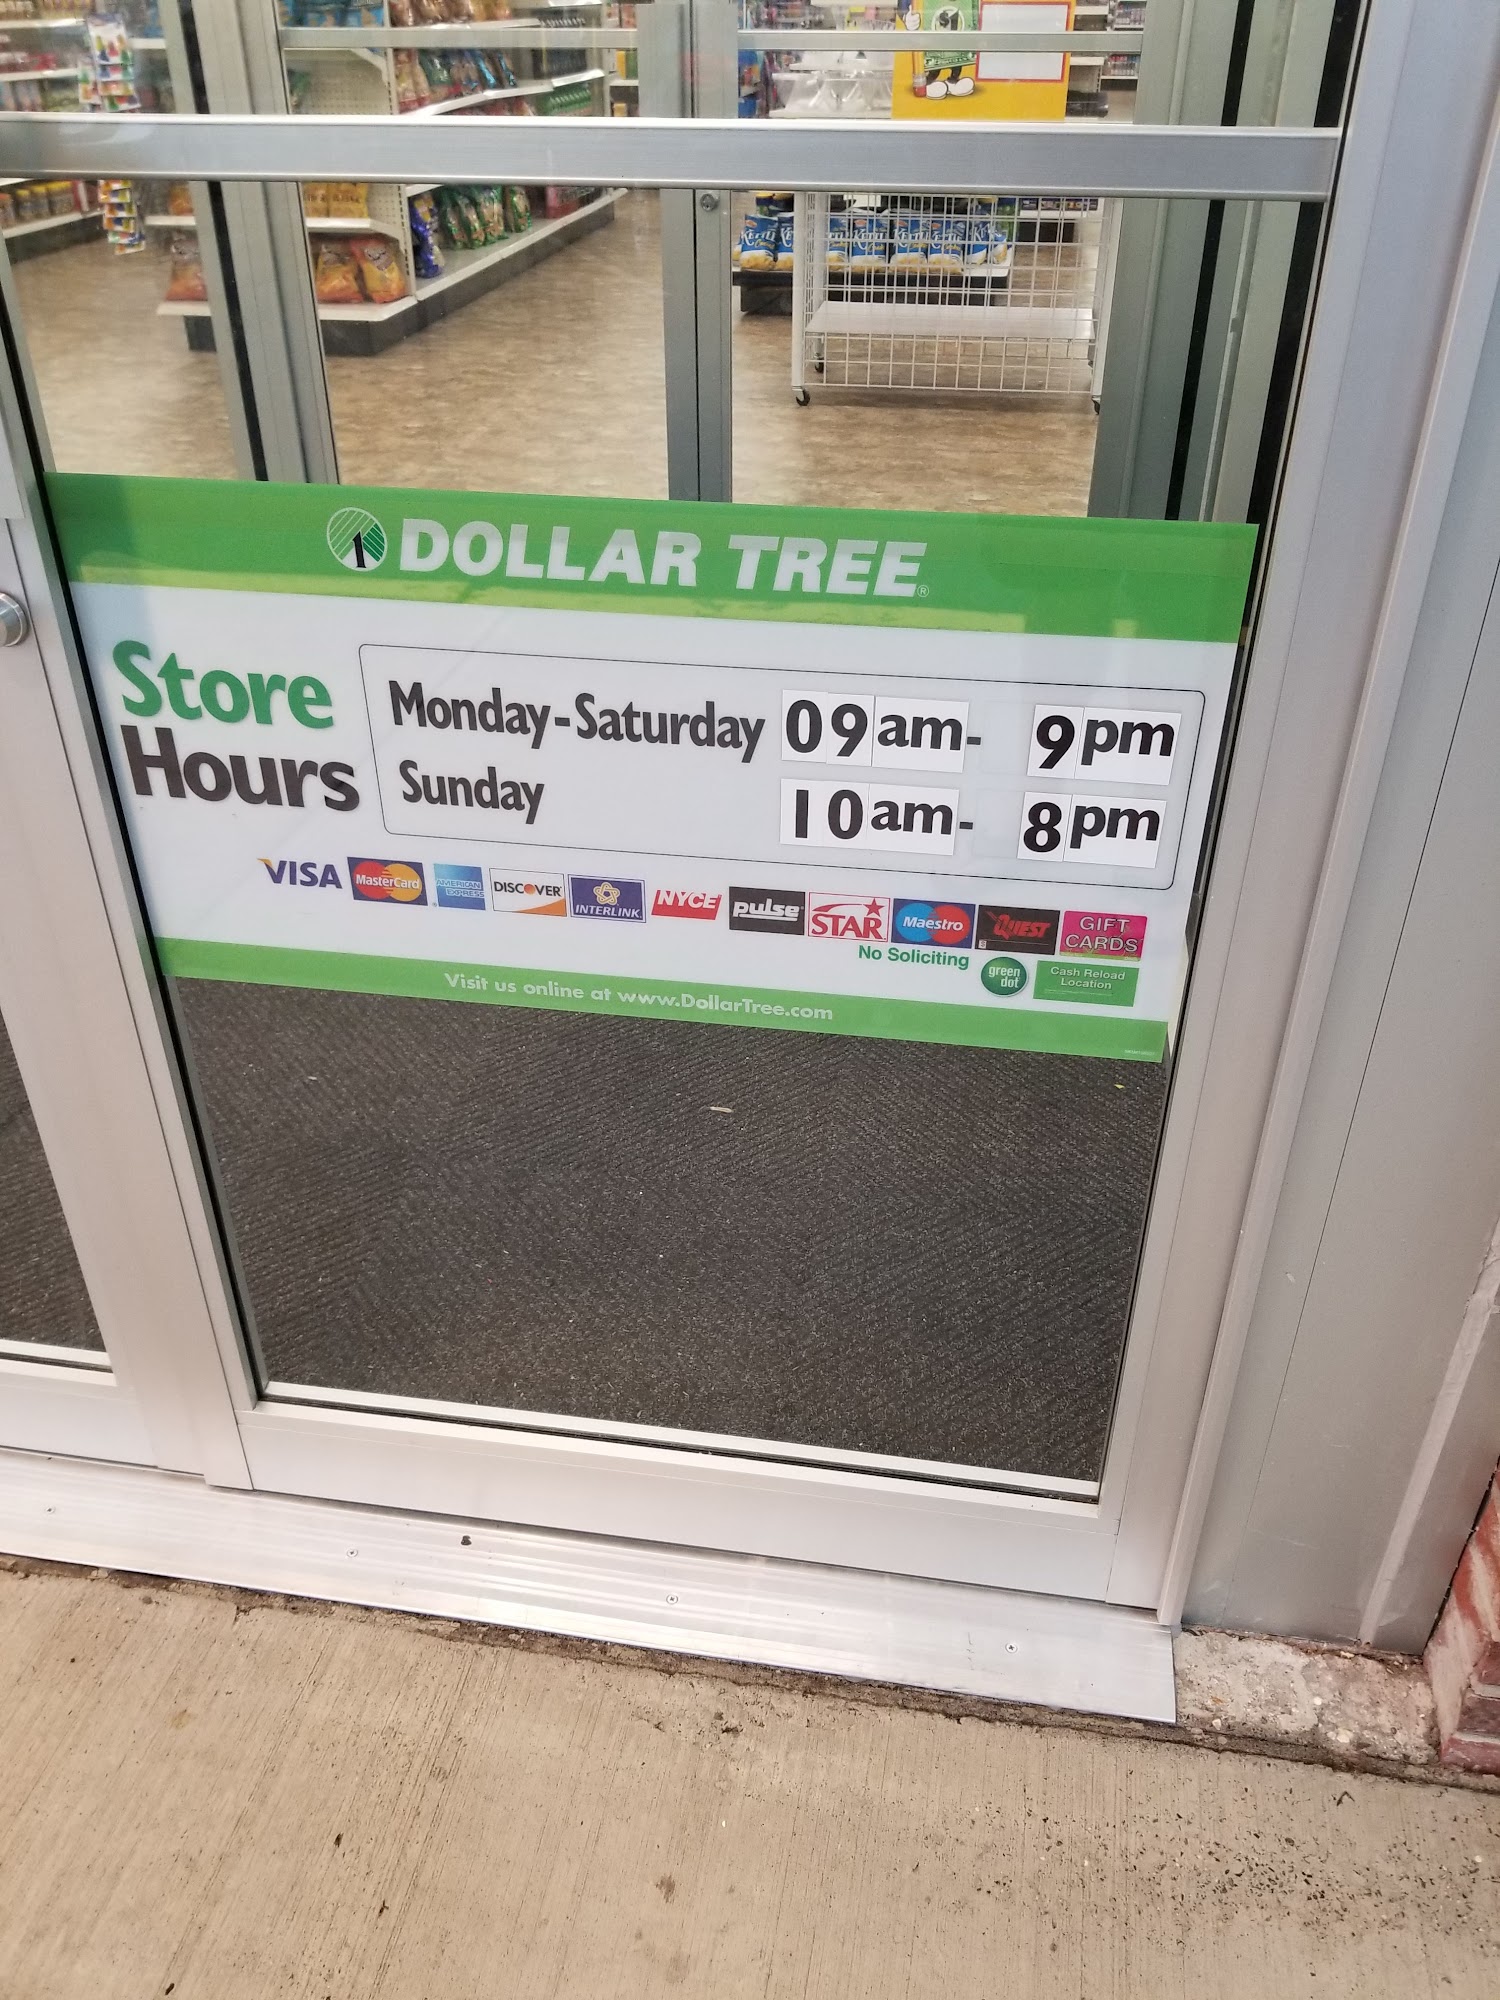 DOLLAR TREE®
Store Hours
Monday-Saturday 09am- 9pm
Sunday 10am- 8pm
VISA MasterCard AMERICAN EXPRESS DISCOVER INTERLINK NYCE pulse STAR Maestro QUEST GIFT CARDS
No Soliciting
green dot Cash Reload Location
Visit us online at www.DollarTree.com